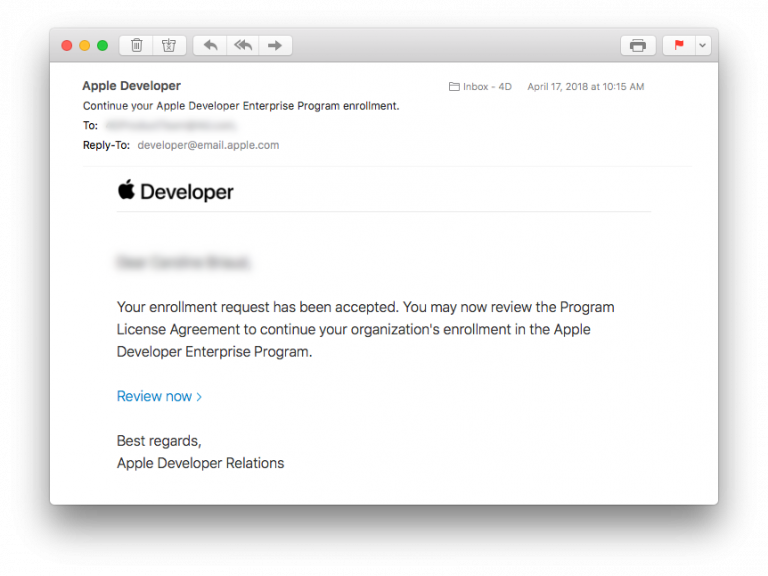 Apple Developer
Inbox - 4D
April 17, 2018 at 10:15 AM
Continue your Apple Developer Enterprise Program enrollment.
To:
Reply-To: developer@email.apple.com
Developer
Your enrollment request has been accepted. You may now review the Program
License Agreement to continue your organization's enrollment in the Apple
Developer Enterprise Program.
Review now >
Best regards,
Apple Developer Relations